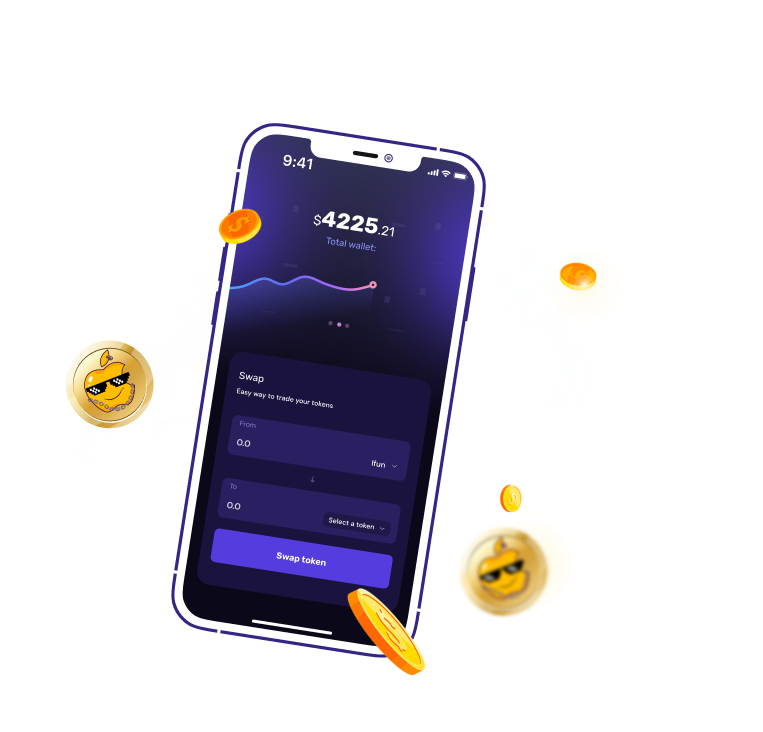 9:41
$4225.21
Total wallet:
Swap
Easy way to trade your tokens
From
0.0
Ifun
To
0.0
Select a token
Swap token